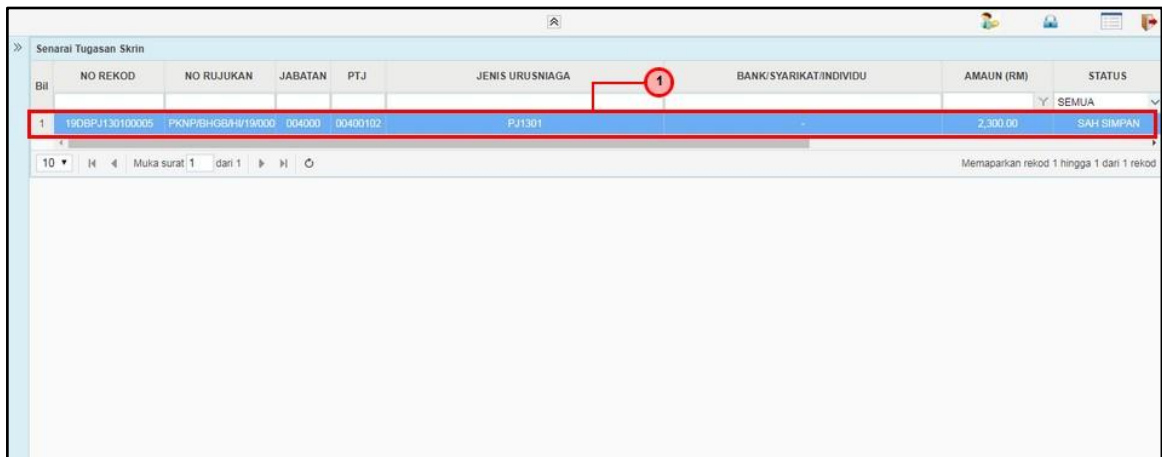 Senarai Tugasan Skrin
Bil NO REKOD NO RUJUKAN JABATAN PTJ JENIS URUSNIAGA BANK/SYARIKAT/INDIVIDU AMAUN (RM) STATUS
1
SEMUA
1 19DBPJ130100005 PKNP/BHGB/HI/19/000 004000 00400102 PJ1301 - 2,300.00 SAH SIMPAN
10 Muka surat 1 dari 1 Memaparkan rekod 1 hingga 1 dari 1 rekod